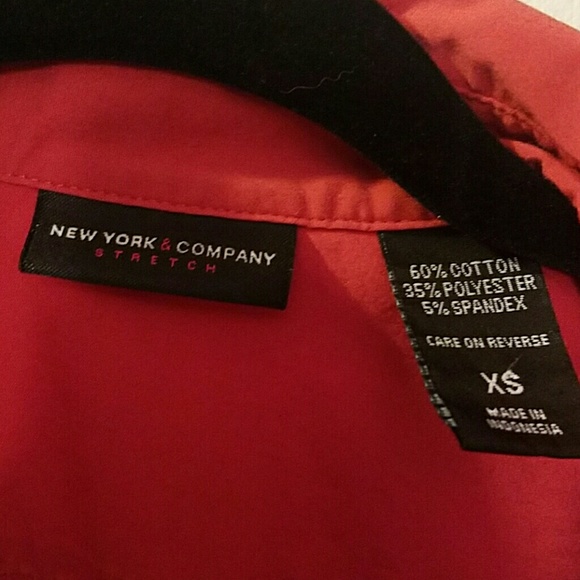 NEW YORK & COMPANY
STRETCH
60% COTTON
35% POLYESTER
5% SPANDEX
CARE ON REVERSE
XS
MADE IN
INDONESIA